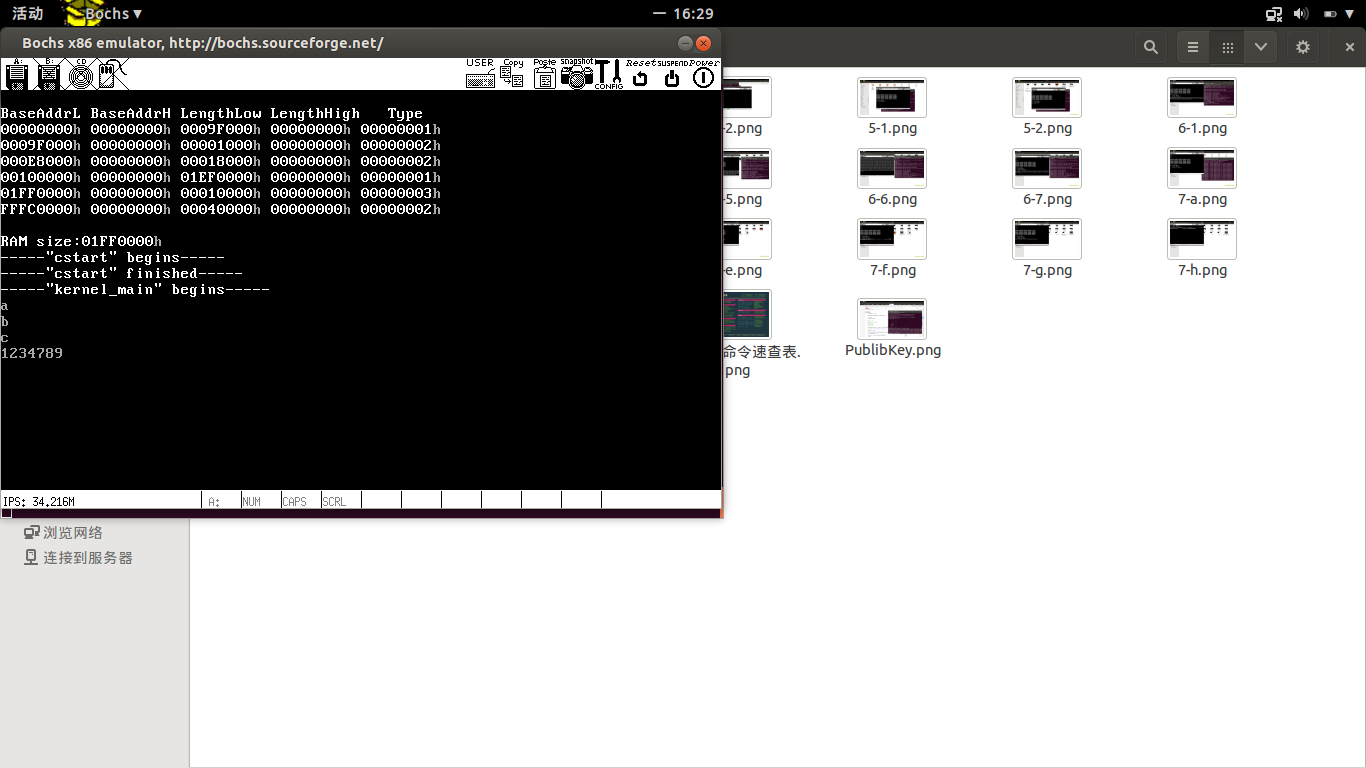 活动 Bochs ▾ 一 16:29
Bochs x86 emulator, http://bochs.sourceforge.net/
A: B: CD USER Copy Paste snapshot CONFIG Reset SUSPEND Power
BaseAddrL BaseAddrH LengthLow LengthHigh Type
00000000h 00000000h 0009F000h 00000000h 00000001h
0009F000h 00000000h 00001000h 00000000h 00000002h
000E8000h 00000000h 00018000h 00000000h 00000002h
00100000h 00000000h 01EF0000h 00000000h 00000001h
01FF0000h 00000000h 00010000h 00000000h 00000003h
FFFC0000h 00000000h 00040000h 00000000h 00000002h
RAM size:01FF0000h
-----"cstart" begins-----
-----"cstart" finished-----
-----"kernel_main" begins-----
a
b
c
1234789
IPS: 34.216M A: NUM CAPS SCRL
-2.png 5-1.png 5-2.png 6-1.png
-5.png 6-6.png 6-7.png 7-a.png
-e.png 7-f.png 7-g.png 7-h.png
命令速查表. PublibKey.png
png
浏览网络
连接到服务器